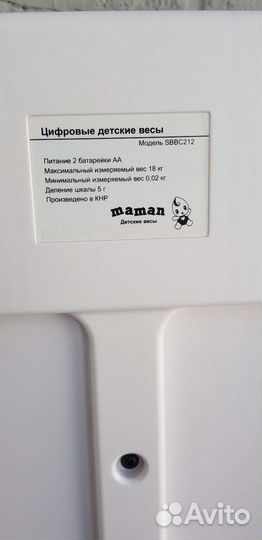 Цифровые детские весы
Модель SBBC212
Питание 2 батарейки АА
Максимальный измеряемый вес 18 кг
Минимальный измеряемый вес 0.02 кг
Деление шкалы 5 г
Произведено в КНР
maman
Детские весы
Avito